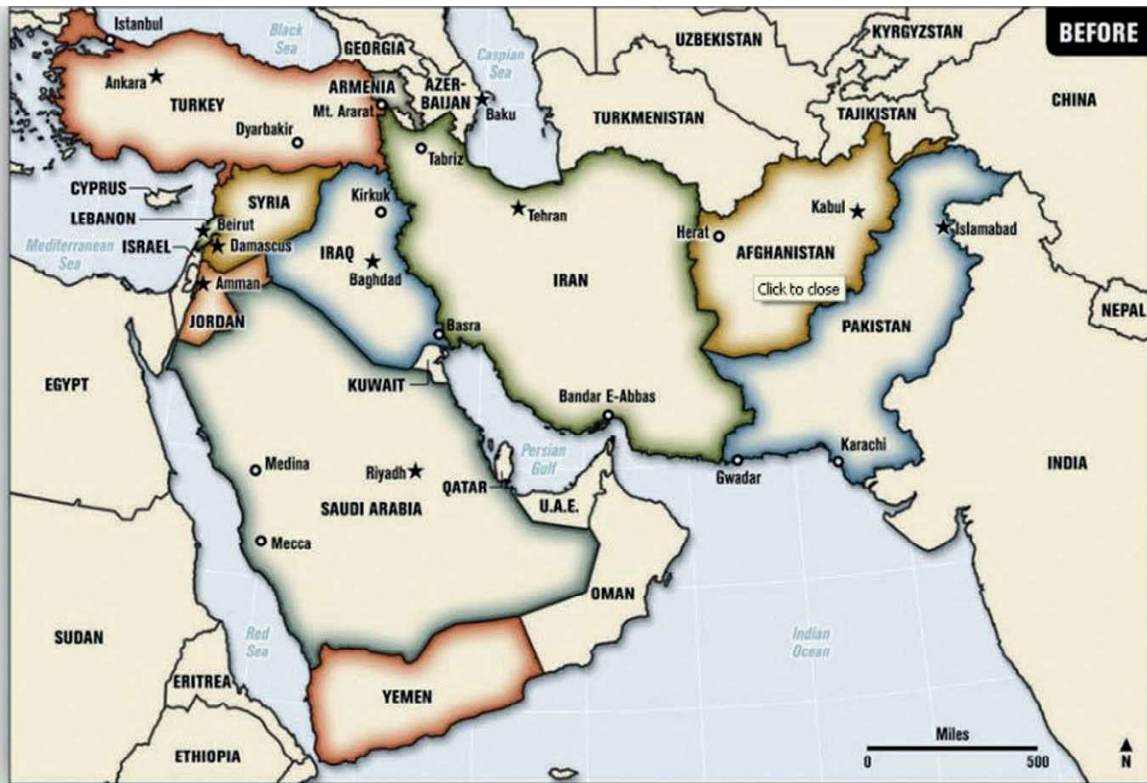 BEFORE
Istanbul
Black
Sea
GEORGIA
Caspian
Sea
UZBEKISTAN
KYRGYZSTAN
Ankara
TURKEY
ARMENIA
Mt. Ararat
AZER-
BAIJAN
Baku
TURKMENISTAN
TAJIKISTAN
CHINA
Dyarbakir
Tabriz
CYPRUS
SYRIA
Kirkuk
Tehran
Kabul
Islamabad
LEBANON
Beirut
Mediterranean
Sea
ISRAEL
Damascus
IRAQ
Baghdad
Herat
AFGHANISTAN
IRAN
Click to close
Amman
JORDAN
Basra
PAKISTAN
NEPAL
EGYPT
KUWAIT
Bandar E-Abbas
Medina
Riyadh
Persian
Gulf
QATAR
Karachi
Gwadar
INDIA
SAUDI ARABIA
U.A.E.
Mecca
OMAN
SUDAN
Red
Sea
Indian
Ocean
ERITREA
YEMEN
ETHIOPIA
Miles
500
N